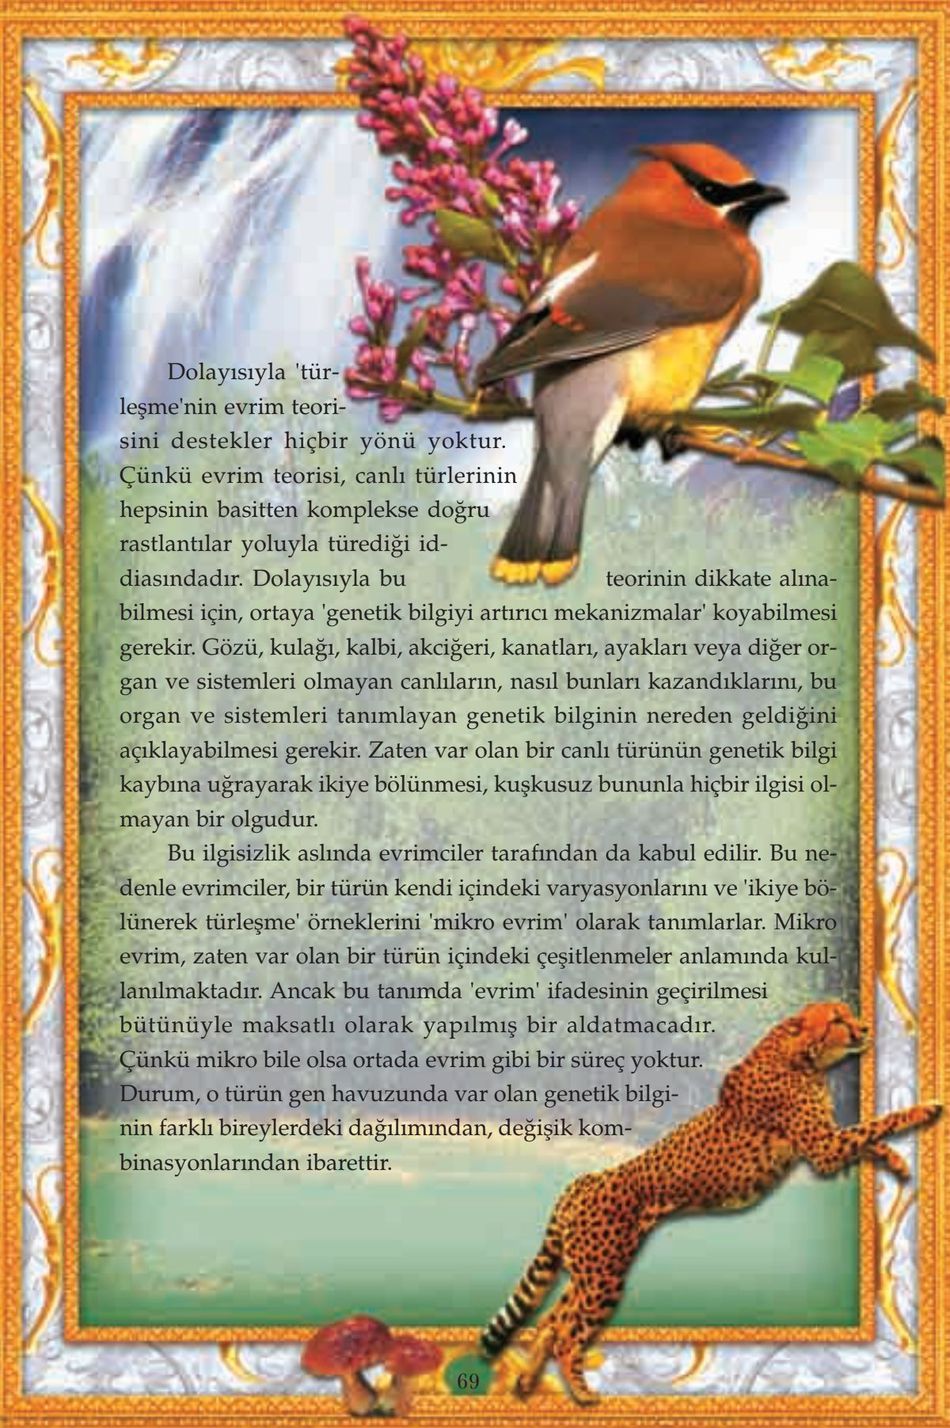 Dolayısıyla 'tür-
leşme'nin evrim teori-
sini destekler hiçbir yönü yoktur.
Çünkü evrim teorisi, canlı türlerinin
hepsinin basitten komplekse doğru
rastlantılar yoluyla türediği id-
diasındadır. Dolayısıyla bu teorinin dikkate alına-
bilmesi için, ortaya 'genetik bilgiyi artırıcı mekanizmalar' koyabilmesi
gerekir. Gözü, kulağı, kalbi, akciğeri, kanatları, ayakları veya diğer or-
gan ve sistemleri olmayan canlıların, nasıl bunları kazandıklarını, bu
organ ve sistemleri tanımlayan genetik bilginin nereden geldiğini
açıklayabilmesi gerekir. Zaten var olan bir canlı türünün genetik bilgi
kaybına uğrayarak ikiye bölünmesi, kuşkusuz bununla hiçbir ilgisi ol-
mayan bir olgudur.
Bu ilgisizlik aslında evrimciler tarafından da kabul edilir. Bu ne-
denle evrimciler, bir türün kendi içindeki varyasyonlarını ve 'ikiye bö-
lünerek türleşme' örneklerini 'mikro evrim' olarak tanımlarlar. Mikro
evrim, zaten var olan bir türün içindeki çeşitlenmeler anlamında kul-
lanılmaktadır. Ancak bu tanımda 'evrim' ifadesinin geçirilmesi
bütünüyle maksatlı olarak yapılmış bir aldatmacadır.
Çünkü mikro bile olsa ortada evrim gibi bir süreç yoktur.
Durum, o türün gen havuzunda var olan genetik bilgi-
nin farklı bireylerdeki dağılımından, değişik kom-
binasyonlarından ibarettir.
69